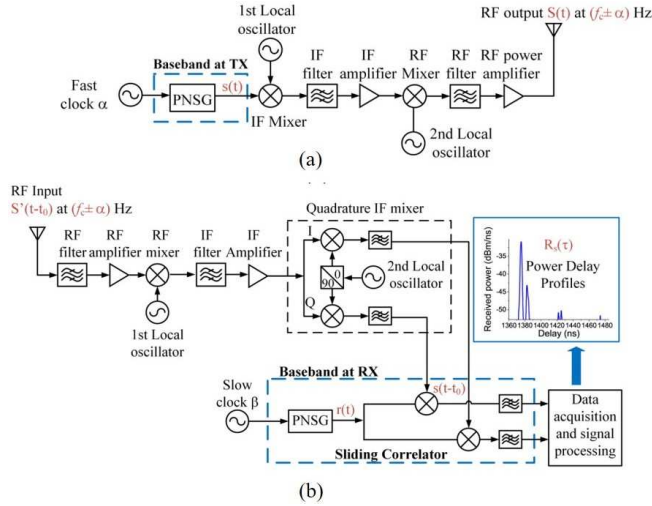 1st Local
oscillator
RF output S(t) at (fc±α) Hz
Baseband at TX
IF
filter
IF
amplifier
RF
Mixer
RF
filter
RF power
amplifier
Fast
clock α
PNSG
s(t)
IF Mixer
2nd Local
oscillator
(a)
RF Input
S'(t-t0) at (fc±α) Hz
RF
filter
RF
amplifier
RF
mixer
IF
filter
IF
Amplifier
1st Local
oscillator
Quadrature IF mixer
I
Q
0
90
2nd Local
oscillator
Rs(τ)
Power Delay
Profiles
Received power (dBm/ns)
-35
-40
-45
-50
1360 1380 1400 1420 1440 1460 1480
Delay (ns)
Baseband at RX
Slow
clock β
PNSG
r(t)
s(t-t0)
Sliding Correlator
Data
acquisition
and signal
processing
(b)